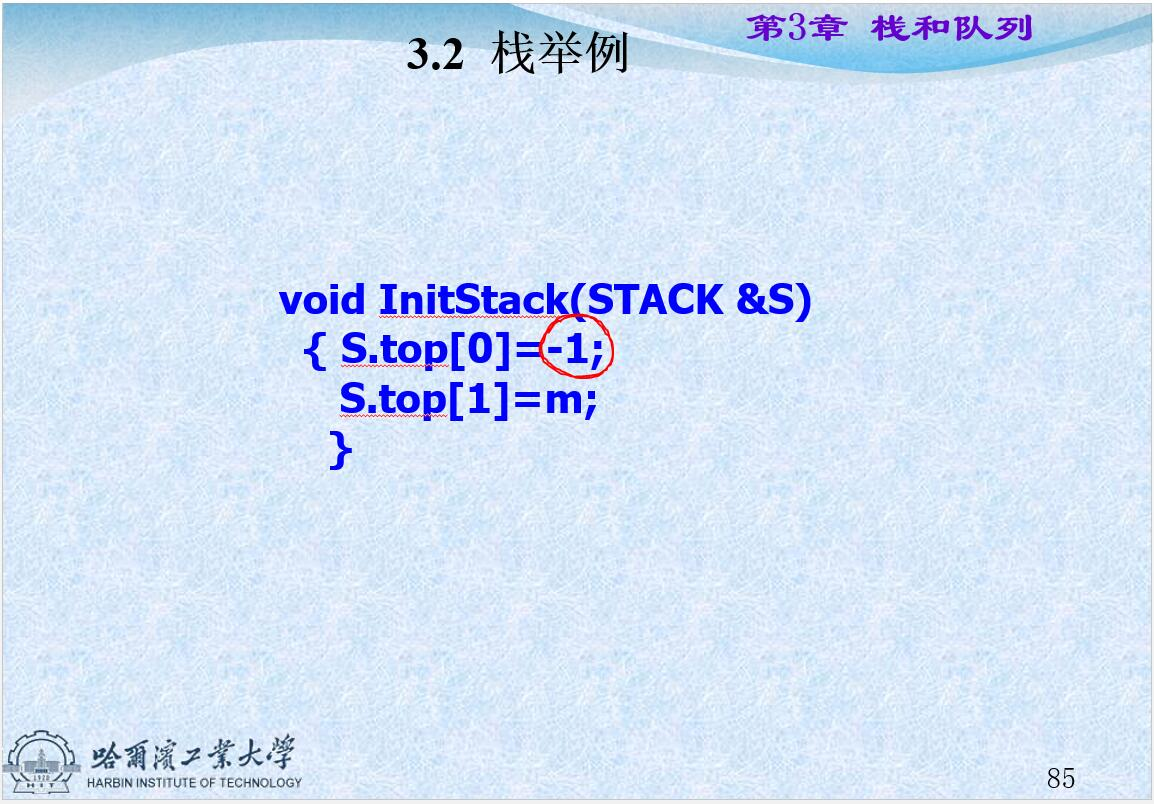 第3章 栈和队列
3.2 栈举例
void InitStack(STACK &S)
{ S.top[0]=-1;
S.top[1]=m;
}
哈爾濱工業大學
HARBIN INSTITUTE OF TECHNOLOGY
1920
HIT
85